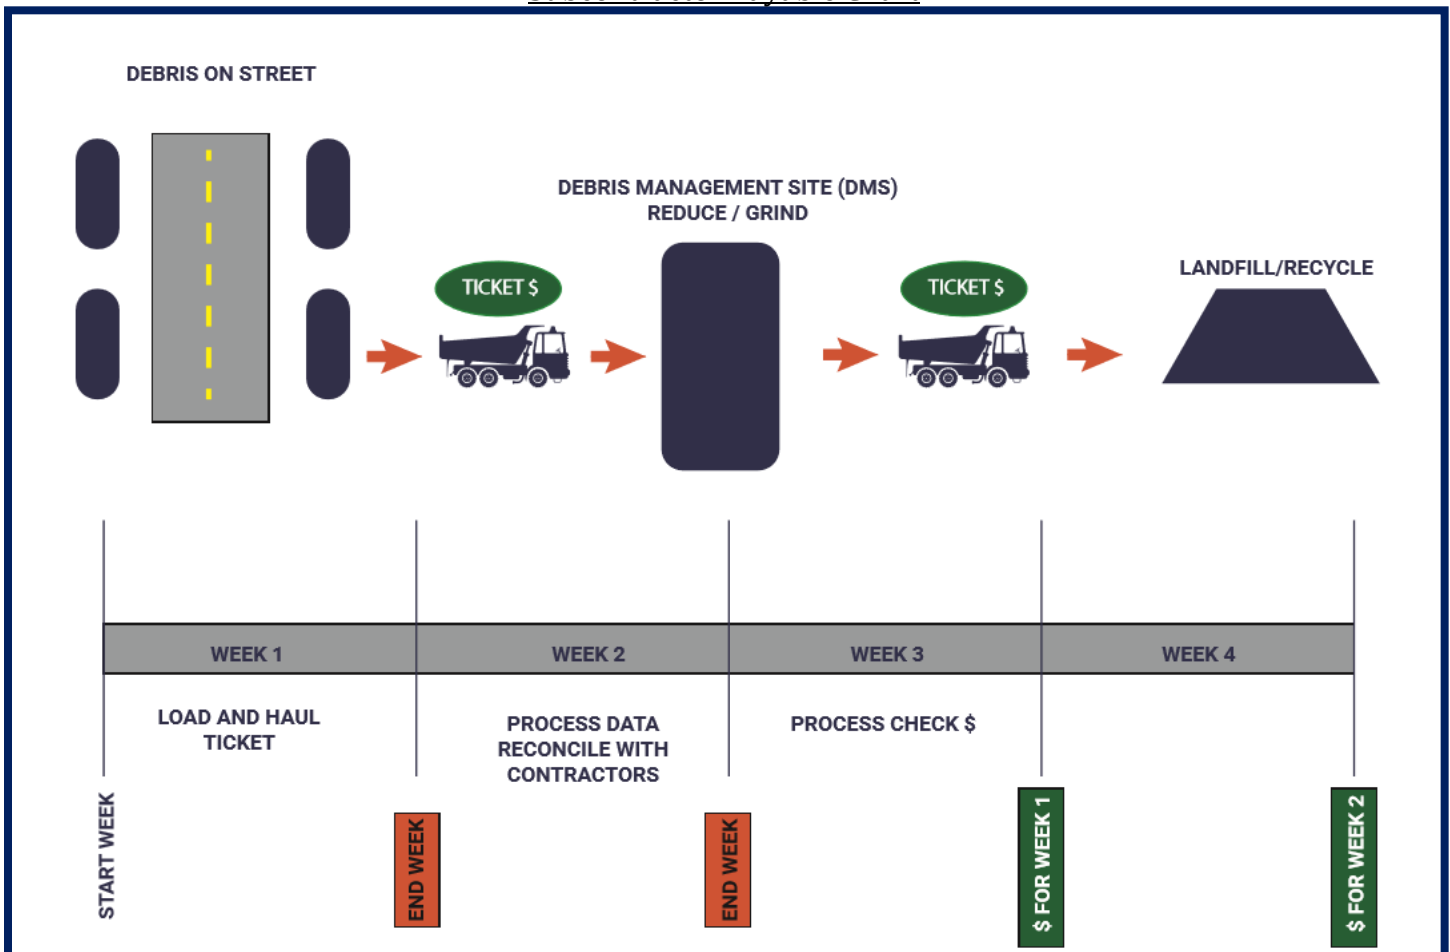 DEBRIS ON STREET
DEBRIS MANAGEMENT SITE (DMS)
REDUCE / GRIND
LANDFILL/RECYCLE
TICKET $
TICKET $
WEEK 1
WEEK 2
WEEK 3
WEEK 4
LOAD AND HAUL
TICKET
PROCESS DATA
RECONCILE WITH
CONTRACTORS
PROCESS CHECK $
START WEEK
END WEEK
END WEEK
$ FOR WEEK 1
$ FOR WEEK 2